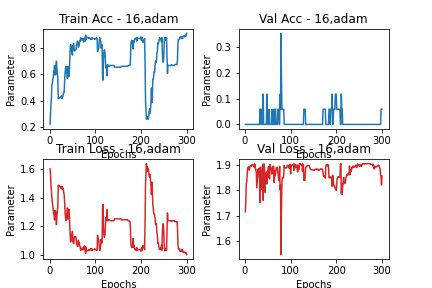 Train Acc - 16,adam
Val Acc - 16,adam
Parameter
0.8
0.6
0.4
0.2
0
100
200
300
Epochs
Parameter
0.3
0.2
0.1
0.0
0
100
200
300
Epochs
Train Loss - 16,adam
Val Loss - 16,adam
Parameter
1.6
1.4
1.2
1.0
0
100
200
300
Epochs
Parameter
1.9
1.8
1.7
1.6
0
100
200
300
Epochs